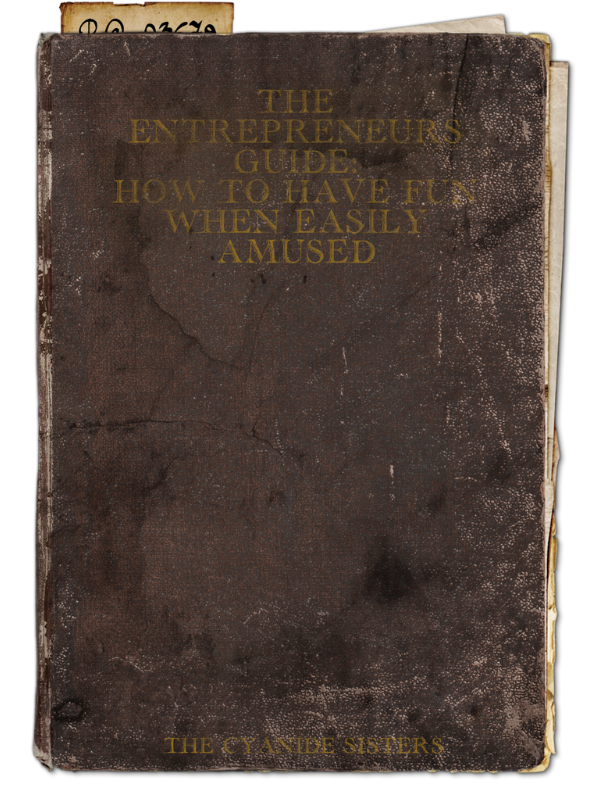 THE
ENTREPRENEURS
GUIDE:
HOW TO HAVE FUN
WHEN EASILY
AMUSED
THE CYANIDE SISTERS